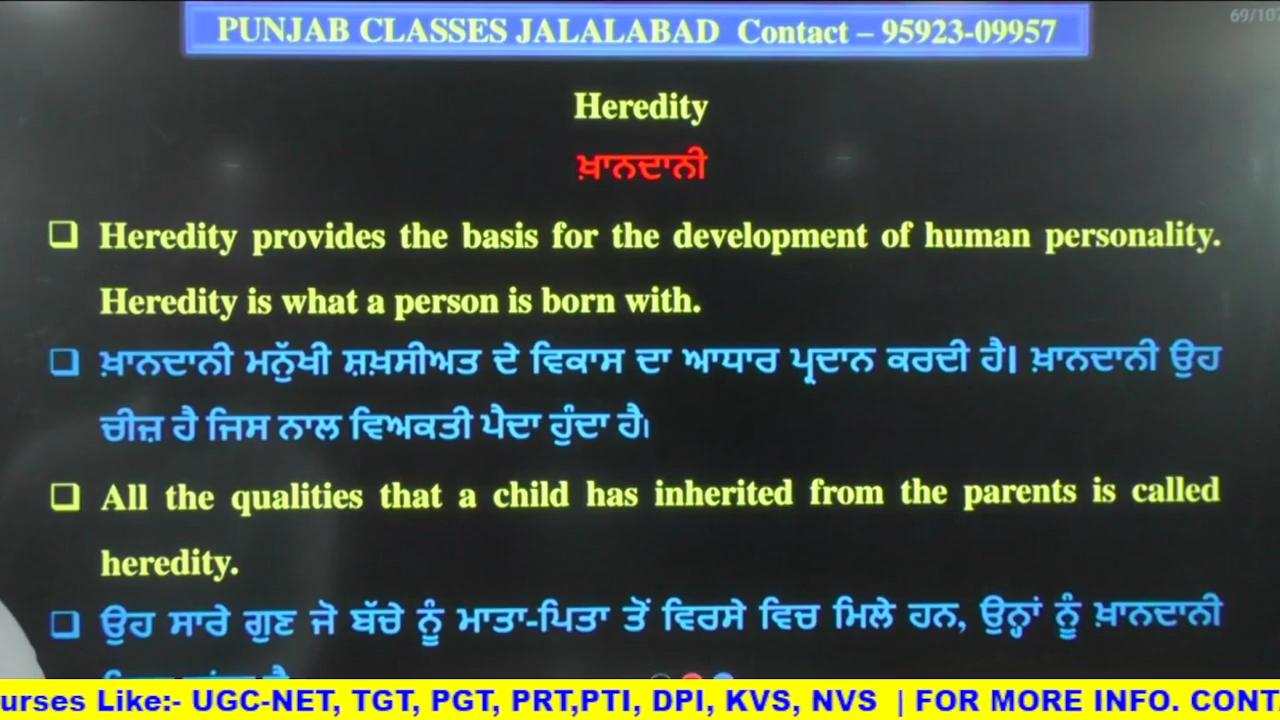 PUNJAB CLASSES JALALABAD Contact – 95923-09957
69/107
Heredity
ਖ਼ਾਨਦਾਨੀ
❑ Heredity provides the basis for the development of human personality.
Heredity is what a person is born with.
❑ ਖ਼ਾਨਦਾਨੀ ਮਨੁੱਖੀ ਸ਼ਖ਼ਸੀਅਤ ਦੇ ਵਿਕਾਸ ਦਾ ਆਧਾਰ ਪ੍ਰਦਾਨ ਕਰਦੀ ਹੈ। ਖ਼ਾਨਦਾਨੀ ਉਹ
ਚੀਜ਼ ਹੈ ਜਿਸ ਨਾਲ ਵਿਅਕਤੀ ਪੈਦਾ ਹੁੰਦਾ ਹੈ।
❑ All the qualities that a child has inherited from the parents is called
heredity.
❑ ਉਹ ਸਾਰੇ ਗੁਣ ਜੋ ਬੱਚੇ ਨੂੰ ਮਾਤਾ-ਪਿਤਾ ਤੋਂ ਵਿਰਸੇ ਵਿਚ ਮਿਲੇ ਹਨ, ਉਨ੍ਹਾਂ ਨੂੰ ਖ਼ਾਨਦਾਨੀ
urses Like:- UGC-NET, TGT, PGT, PRT,PTI, DPI, KVS, NVS | FOR MORE INFO. CONT